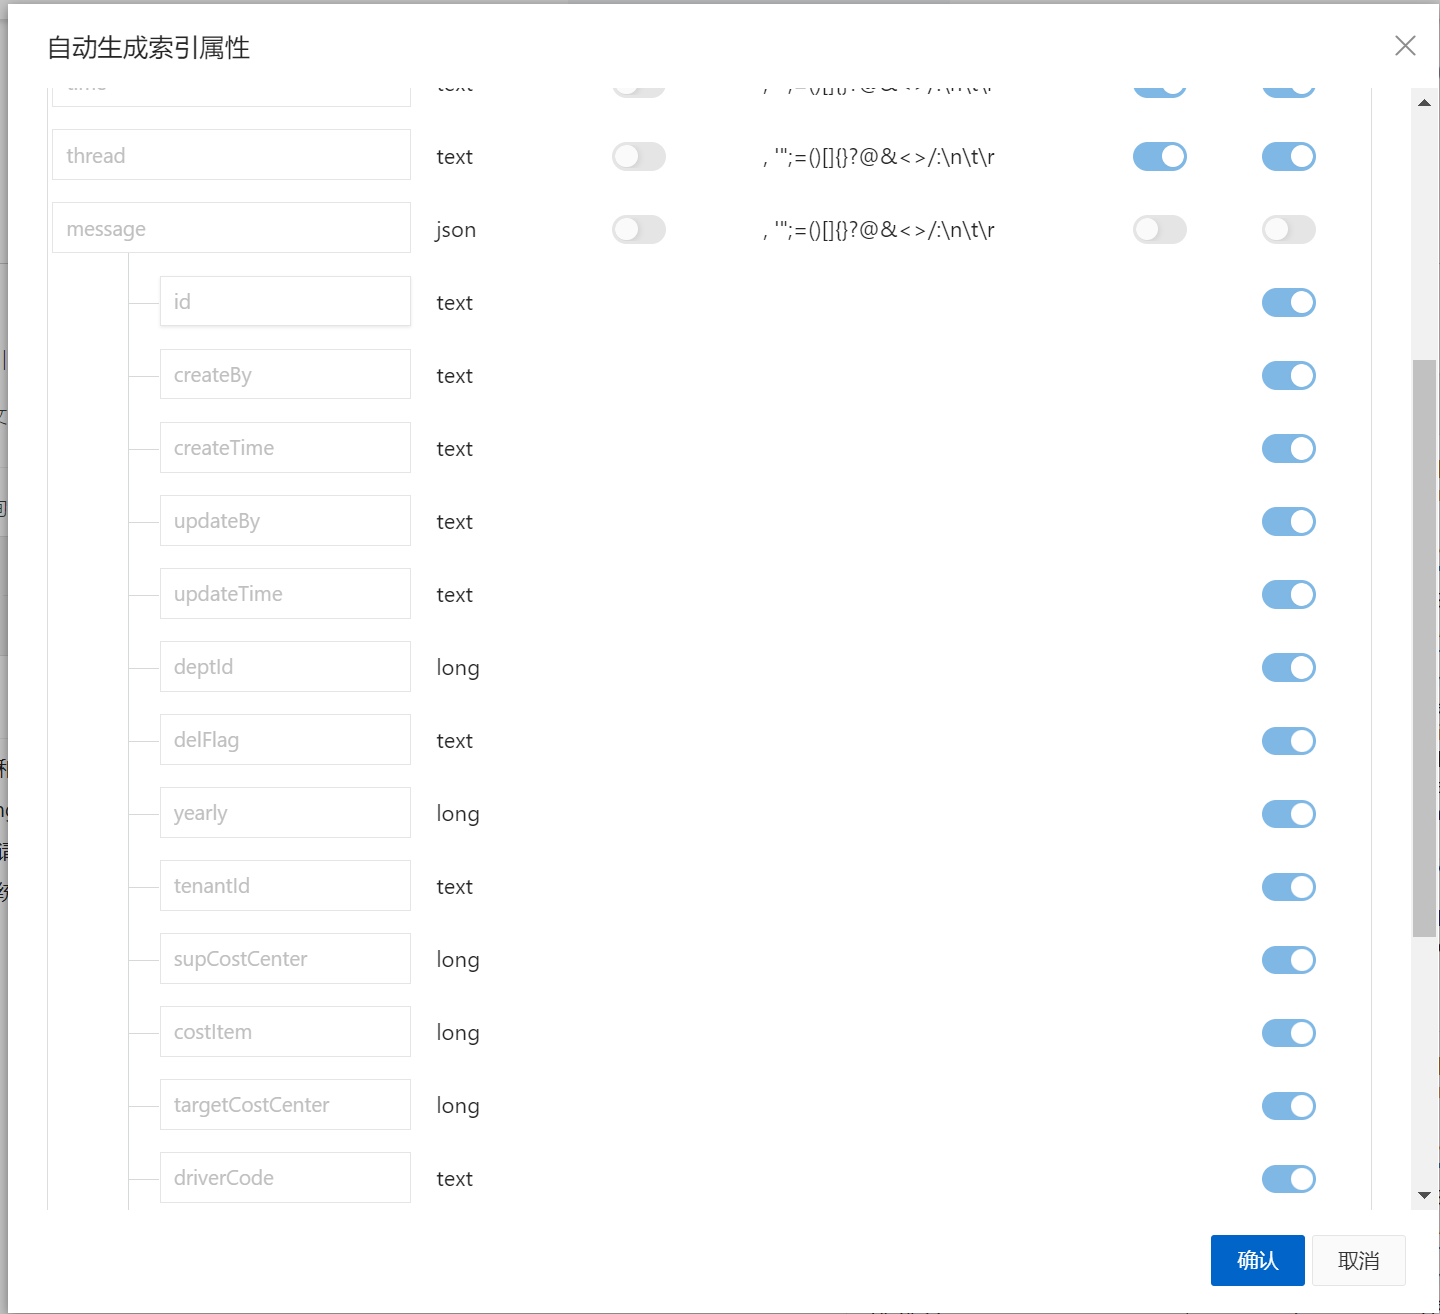 自动生成索引属性
time text , '";=()[]{}?@&<>/:\n\t\r
thread text , '";=()[]{}?@&<>/:\n\t\r
message json , '";=()[]{}?@&<>/:\n\t\r
id text
createBy text
createTime text
updateBy text
updateTime text
deptId long
delFlag text
yearly long
tenantId text
supCostCenter long
costItem long
targetCostCenter long
driverCode text
确认 取消